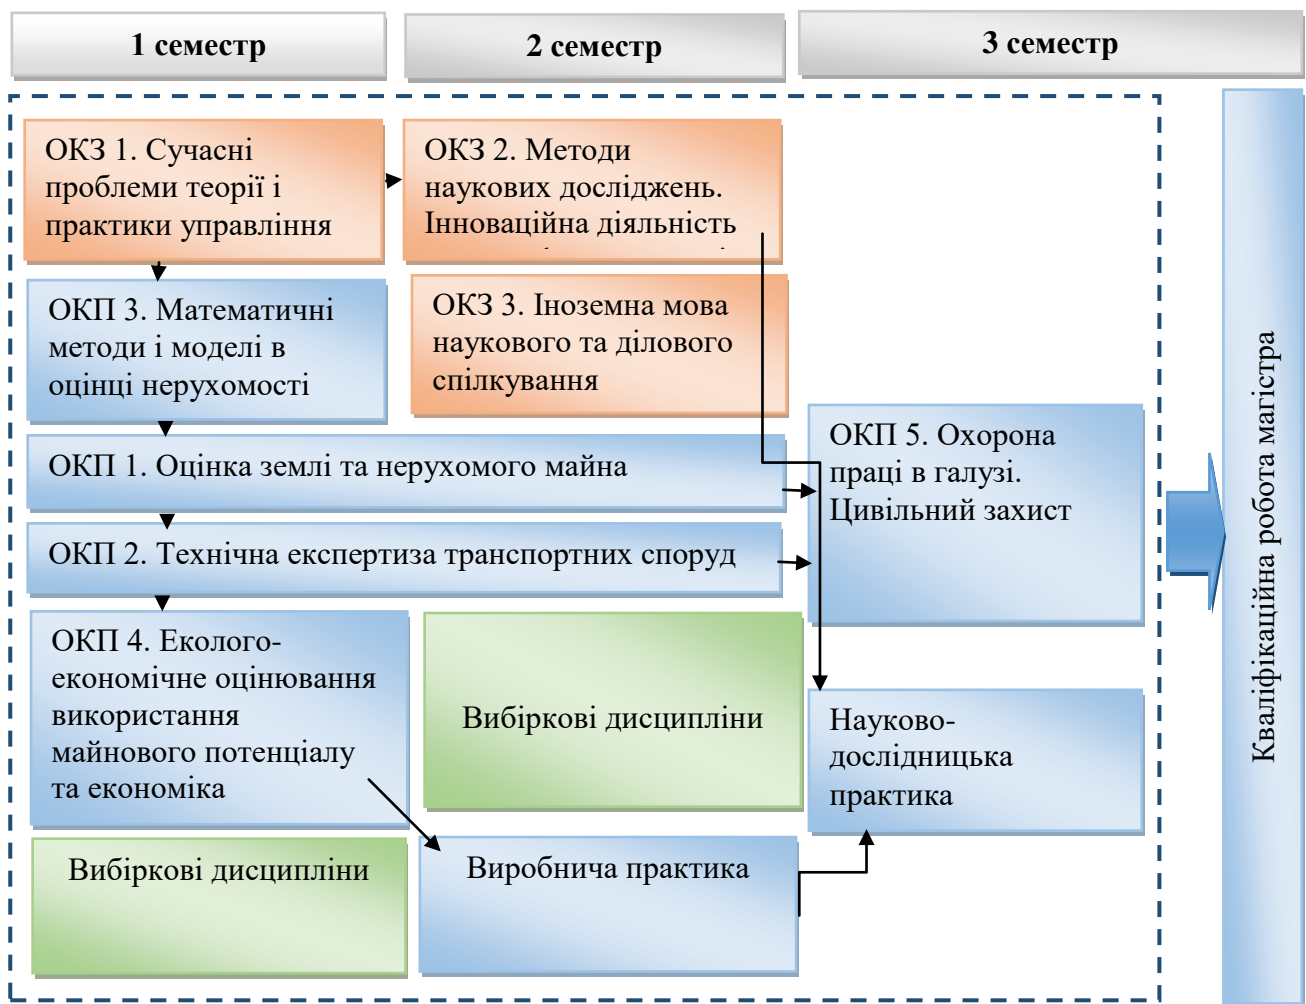 1 семестр
2 семестр
3 семестр
ОКЗ 1. Сучасні
проблеми теорії і
практики управління
ОКЗ 2. Методи
наукових досліджень.
Інноваційна діяльність
ОКП 3. Математичні
методи і моделі в
оцінці нерухомості
ОКЗ 3. Іноземна мова
наукового та ділового
спілкування
ОКП 1. Оцінка землі та нерухомого майна
ОКП 2. Технічна експертиза транспортних споруд
ОКП 5. Охорона
праці в галузі.
Цивільний захист
ОКП 4. Еколого-
економічне оцінювання
використання
майнового потенціалу
та економіка
Вибіркові дисципліни
Науково-
дослідницька
практика
Вибіркові дисципліни
Виробнича практика
Кваліфікаційна робота магістра